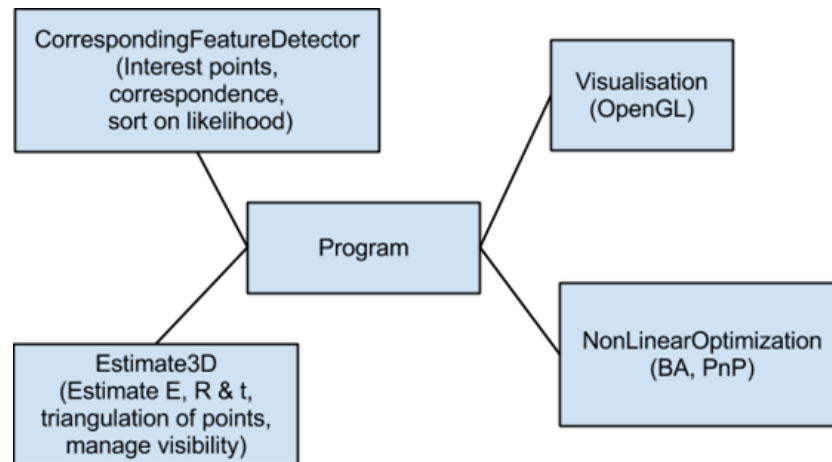 CorrespondingFeatureDetector
(Interest points,
correspondence,
sort on likelihood)
Visualisation
(OpenGL)
Program
Estimate3D
(Estimate E, R & t,
triangulation of points,
manage visibility)
NonLinearOptimization
(BA, PnP)